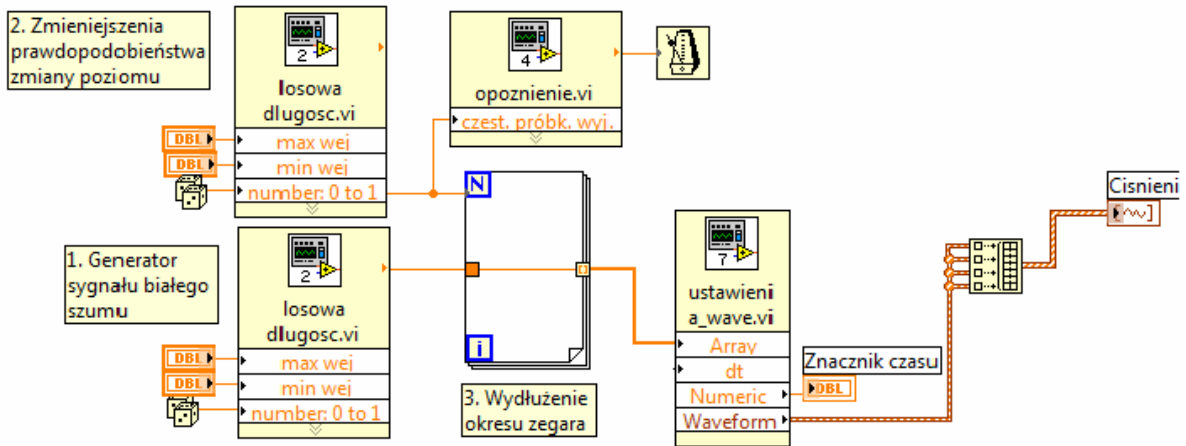 2. Zmieniejszenia
prawdopodobieństwa
zmiany poziomu
2
losowa
dlugosc.vi
DBL
max wej
DBL
min wej
number: 0 to 1
4
opoznienie.vi
czest. próbk. wyj.
1. Generator
sygnału białego
szumu
2
losowa
dlugosc.vi
DBL
max wej
DBL
min wej
number: 0 to 1
N
i
3. Wydłużenie
okresu zegara
7
ustawieni
a_wave.vi
Array
dt
Numeric
Waveform
Znacznik czasu
DBL
Cisnieni